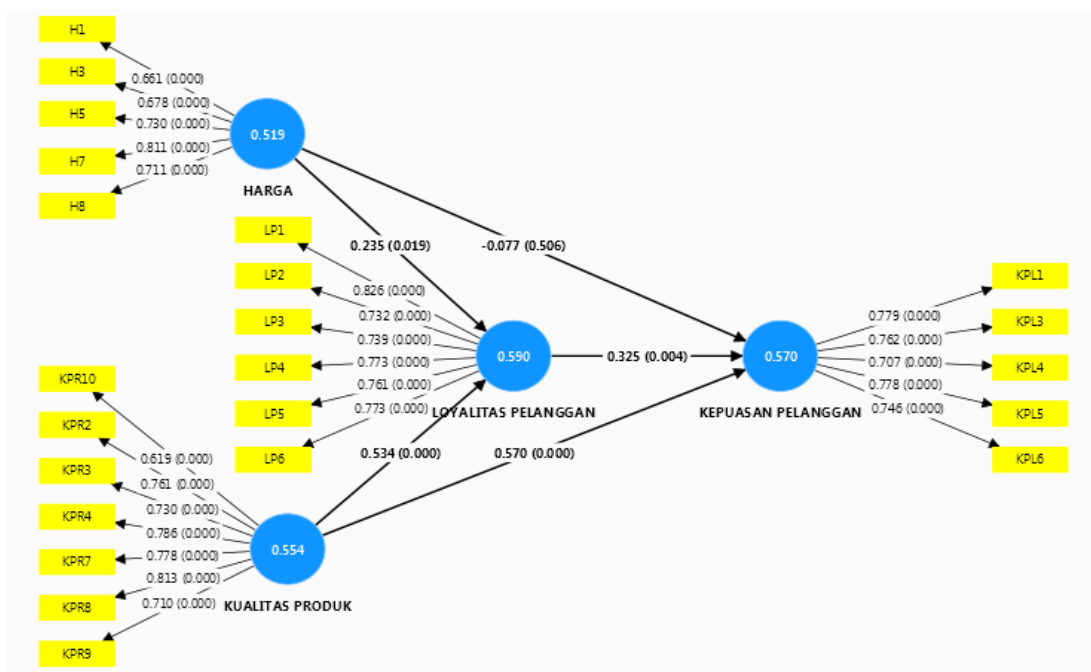 H1
H3
H5
H7
H8
0.661 (0.000)
0.678 (0.000)
0.730 (0.000)
0.811 (0.000)
0.711 (0.000)
0.519
HARGA
0.235 (0.019)
-0.077 (0.506)
LP1
LP2
LP3
LP4
LP5
LP6
0.826 (0.000)
0.732 (0.000)
0.739 (0.000)
0.773 (0.000)
0.761 (0.000)
0.773 (0.000)
0.590
LOYALITAS PELANGGAN
0.325 (0.004)
0.570
KEPUASAN PELANGGAN
0.779 (0.000)
0.762 (0.000)
0.707 (0.000)
0.778 (0.000)
0.746 (0.000)
KPL1
KPL3
KPL4
KPL5
KPL6
KPR10
KPR2
KPR3
KPR4
KPR7
KPR8
KPR9
0.619 (0.000)
0.761 (0.000)
0.730 (0.000)
0.786 (0.000)
0.778 (0.000)
0.813 (0.000)
0.710 (0.000)
0.534 (0.000)
0.570 (0.000)
0.554
KUALITAS PRODUK